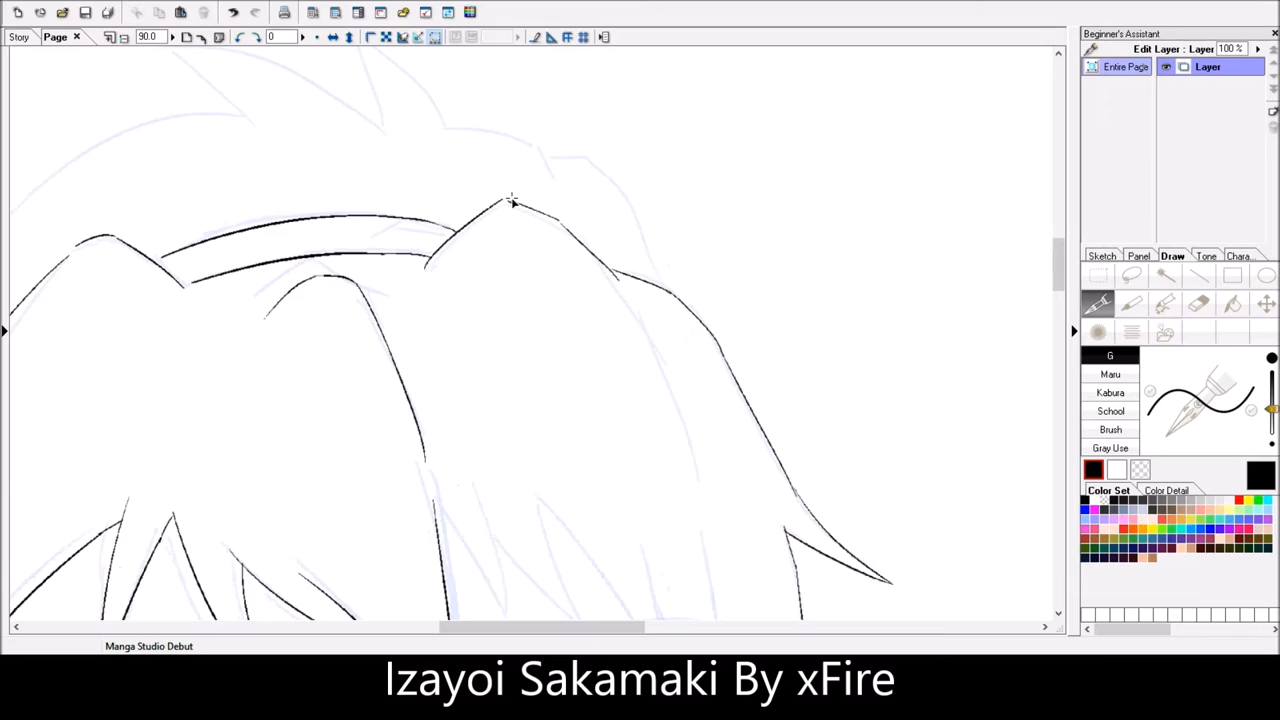 Beginner's Assistant
Story Page 90.0 0
Edit Layer : Layer 100 %
Entire Page Layer
Sketch Panel Draw Tone Chara...
G
Maru
Kabura
School
Brush
Gray Use
Color Set Color Detail
Manga Studio Debut
Izayoi Sakamaki By xFire